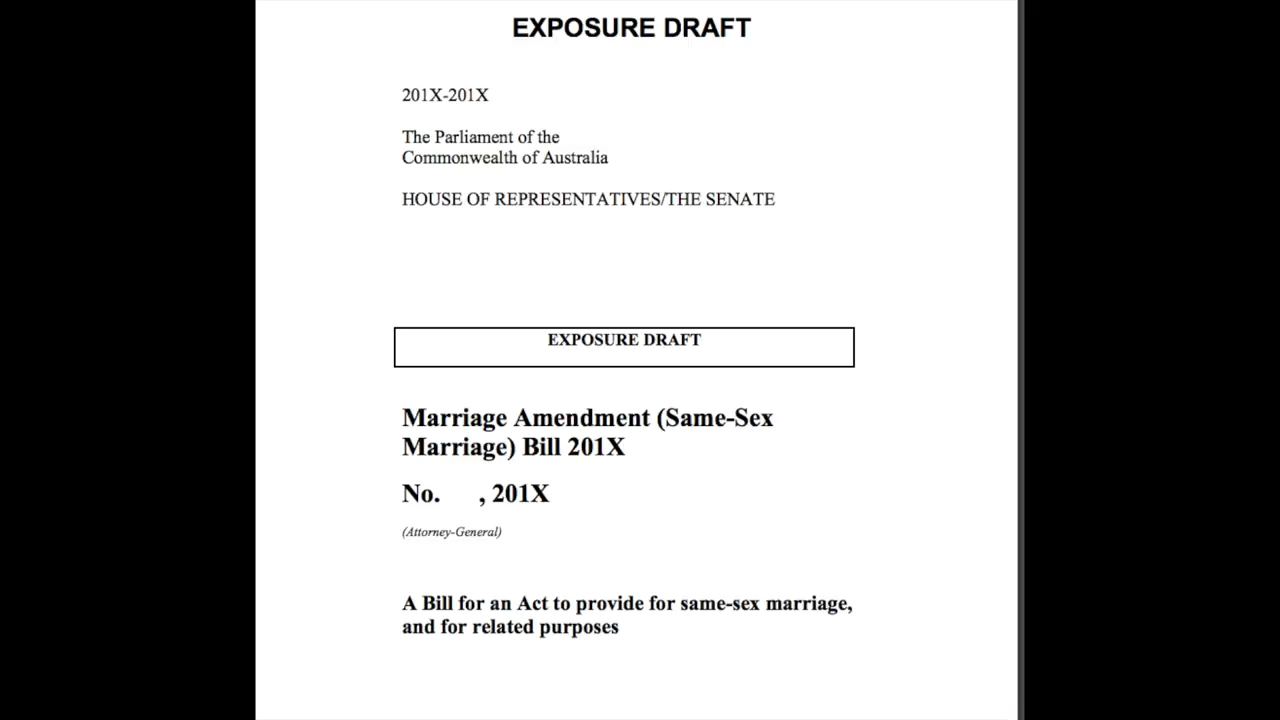 EXPOSURE DRAFT
201X-201X
The Parliament of the
Commonwealth of Australia
HOUSE OF REPRESENTATIVES/THE SENATE
EXPOSURE DRAFT
Marriage Amendment (Same-Sex
Marriage) Bill 201X
No.     , 201X
(Attorney-General)
A Bill for an Act to provide for same-sex marriage,
and for related purposes